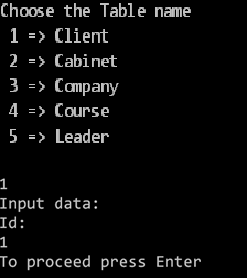 Choose the Table name
1 => Client
2 => Cabinet
3 => Company
4 => Course
5 => Leader
1
Input data:
Id:
1
To proceed press Enter